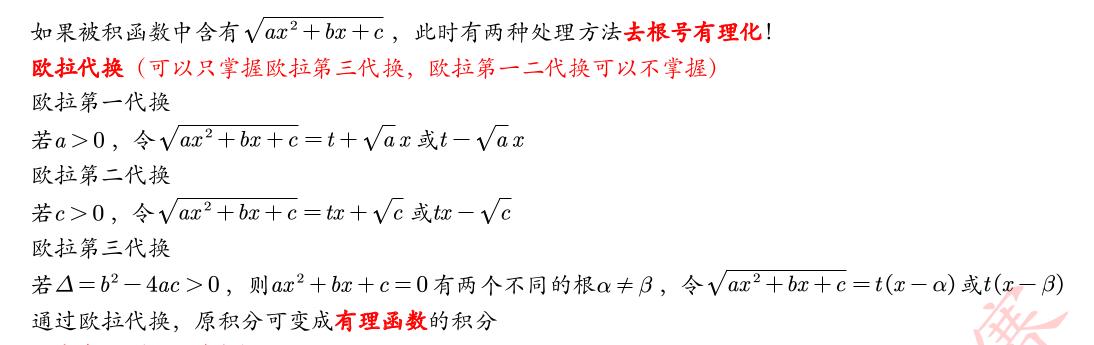 如果被积函数中含有$\sqrt{ax^2+bx+c}$，此时有两种处理方法去根号有理化！
欧拉代换（可以只掌握欧拉第三代换，欧拉第一二代换可以不掌握）
欧拉第一代换
若$a>0$，令$\sqrt{ax^2+bx+c}=t+\sqrt{a}x$或$t-\sqrt{a}x$
欧拉第二代换
若$c>0$，令$\sqrt{ax^2+bx+c}=tx+\sqrt{c}$或$tx-\sqrt{c}$
欧拉第三代换
若$\Delta=b^2-4ac>0$，则$ax^2+bx+c=0$有两个不同的根$\alpha\neq\beta$，令$\sqrt{ax^2+bx+c}=t(x-\alpha)$或$t(x-\beta)$
通过欧拉代换，原积分可变成有理函数的积分